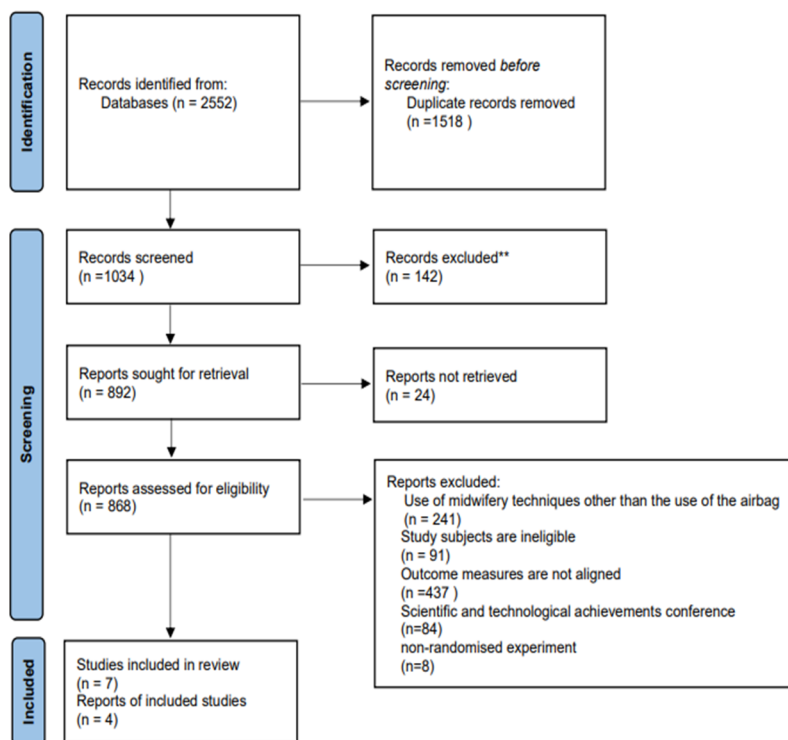 Identification
Records identified from:
Databases (n = 2552)
Records removed before
screening:
Duplicate records removed
(n =1518 )
Screening
Records screened
(n =1034 )
Records excluded**
(n = 142)
Reports sought for retrieval
(n = 892)
Reports not retrieved
(n = 24)
Reports assessed for eligibility
(n = 868)
Reports excluded:
Use of midwifery techniques other than the use of the airbag
(n = 241)
Study subjects are ineligible
(n = 91)
Outcome measures are not aligned
(n =437 )
Scientific and technological achievements conference
(n=84)
non-randomised experiment
(n=8)
Included
Studies included in review
(n = 7)
Reports of included studies
(n = 4)